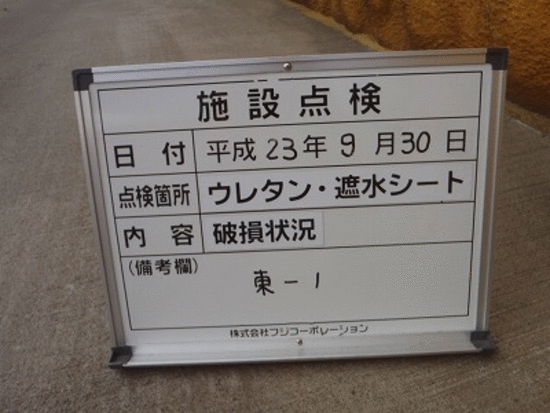 施設点検
日付 平成23年9月30日
点検箇所 ウレタン・遮水シート
内容 破損状況
(備考欄)
東-1
株式会社フジコーポレーション